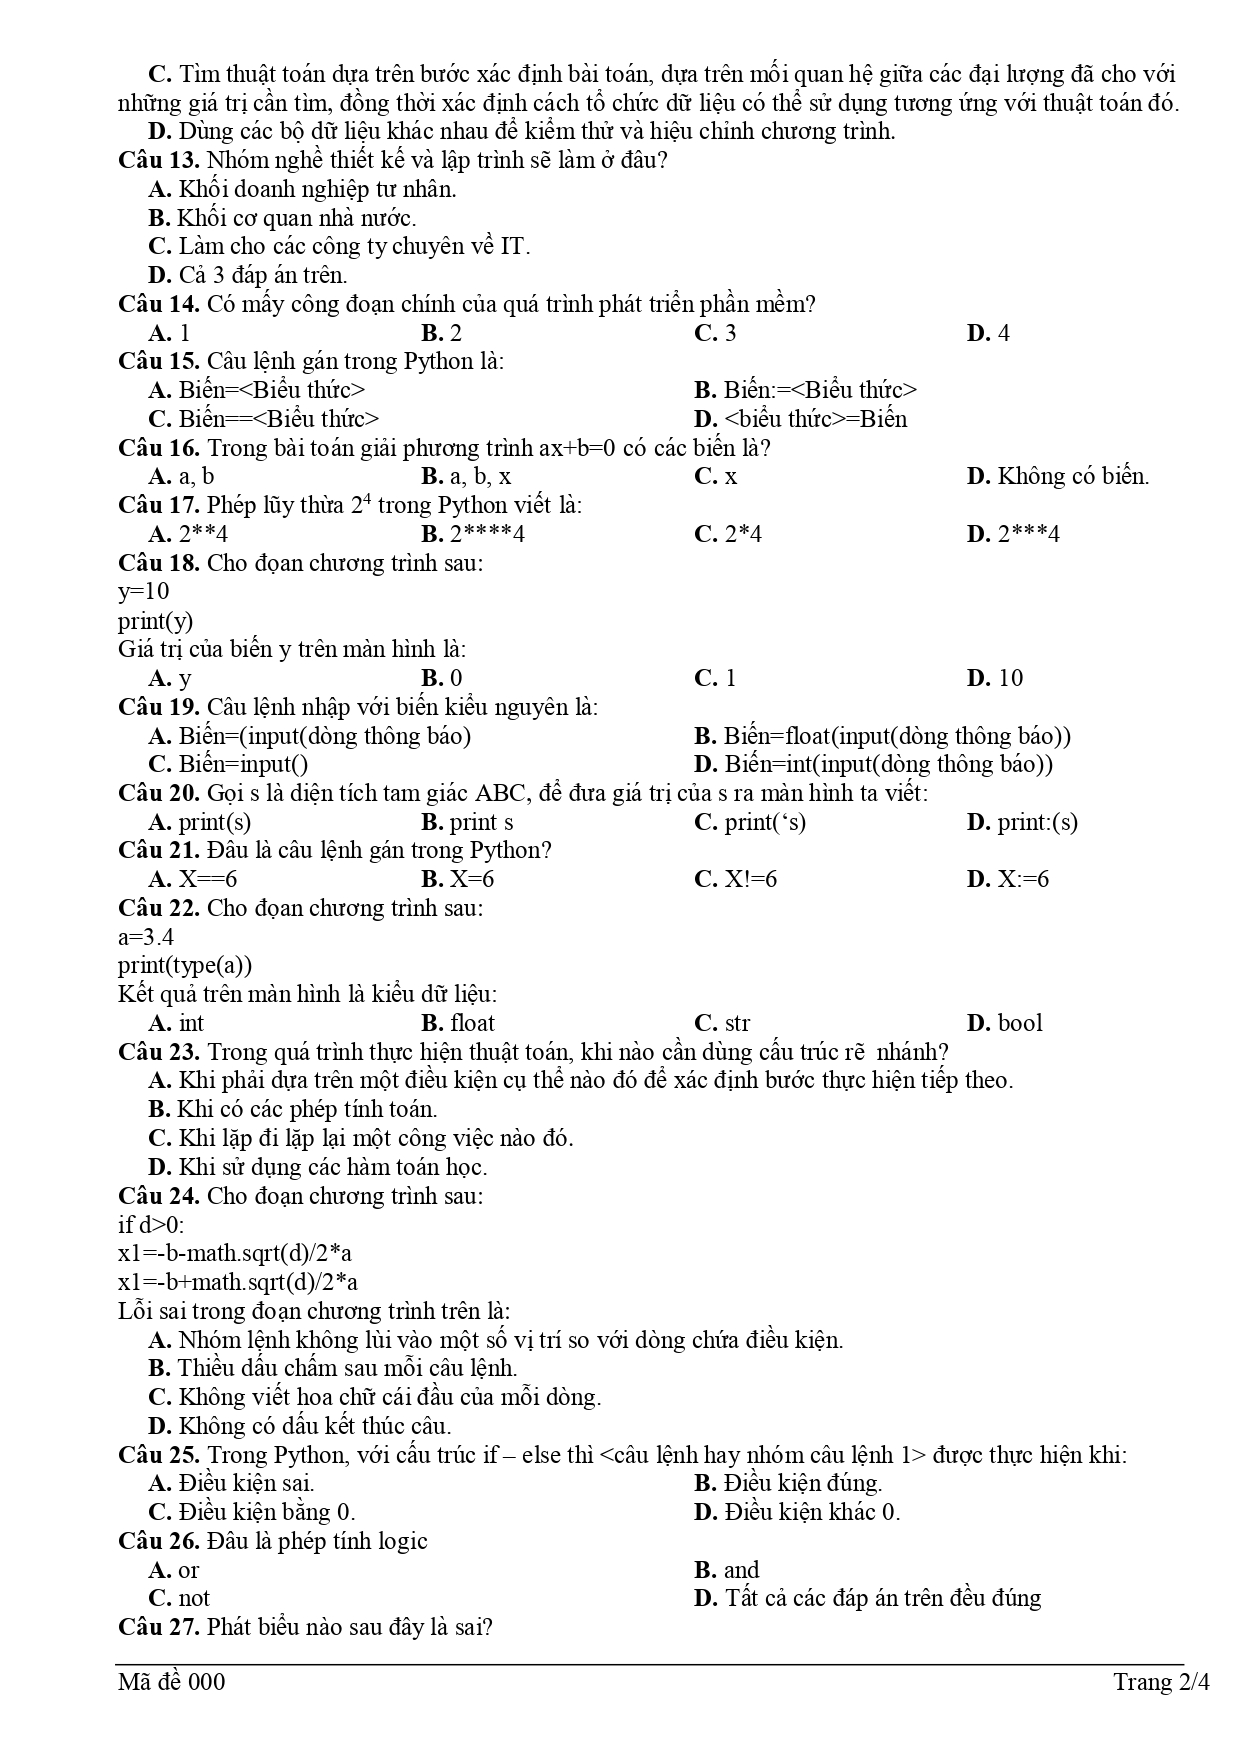 C. Tìm thuật toán dựa trên bước xác định bài toán, dựa trên mối quan hệ giữa các đại lượng đã cho với
những giá trị cần tìm, đồng thời xác định cách tổ chức dữ liệu có thể sử dụng tương ứng với thuật toán đó.
D. Dùng các bộ dữ liệu khác nhau để kiểm thử và hiệu chỉnh chương trình.
Câu 13. Nhóm nghề thiết kế và lập trình sẽ làm ở đâu?
A. Khối doanh nghiệp tư nhân.
B. Khối cơ quan nhà nước.
C. Làm cho các công ty chuyên về IT.
D. Cả 3 đáp án trên.
Câu 14. Có mấy công đoạn chính của quá trình phát triển phần mềm?
A. 1 B. 2 C. 3 D. 4
Câu 15. Câu lệnh gán trong Python là:
A. Biến=<Biểu thức> B. Biến:=<Biểu thức>
C. Biến==<Biểu thức> D. <biểu thức>=Biến
Câu 16. Trong bài toán giải phương trình ax+b=0 có các biến là?
A. a, b B. a, b, x C. x D. Không có biến.
Câu 17. Phép lũy thừa 2⁴ trong Python viết là:
A. 2**4 B. 2****4 C. 2*4 D. 2***4
Câu 18. Cho đọan chương trình sau:
y=10
print(y)
Giá trị của biến y trên màn hình là:
A. y B. 0 C. 1 D. 10
Câu 19. Câu lệnh nhập với biến kiểu nguyên là:
A. Biến=(input(dòng thông báo) B. Biến=float(input(dòng thông báo))
C. Biến=input() D. Biến=int(input(dòng thông báo))
Câu 20. Gọi s là diện tích tam giác ABC, để đưa giá trị của s ra màn hình ta viết:
A. print(s) B. print s C. print(‘s) D. print:(s)
Câu 21. Đâu là câu lệnh gán trong Python?
A. X==6 B. X=6 C. X!=6 D. X:=6
Câu 22. Cho đọan chương trình sau:
a=3.4
print(type(a))
Kết quả trên màn hình là kiểu dữ liệu:
A. int B. float C. str D. bool
Câu 23. Trong quá trình thực hiện thuật toán, khi nào cần dùng cấu trúc rẽ nhánh?
A. Khi phải dựa trên một điều kiện cụ thể nào đó để xác định bước thực hiện tiếp theo.
B. Khi có các phép tính toán.
C. Khi lặp đi lặp lại một công việc nào đó.
D. Khi sử dụng các hàm toán học.
Câu 24. Cho đoạn chương trình sau:
if d>0:
x1=-b-math.sqrt(d)/2*a
x1=-b+math.sqrt(d)/2*a
Lỗi sai trong đoạn chương trình trên là:
A. Nhóm lệnh không lùi vào một số vị trí so với dòng chứa điều kiện.
B. Thiều dấu chấm sau mỗi câu lệnh.
C. Không viết hoa chữ cái đầu của mỗi dòng.
D. Không có dấu kết thúc câu.
Câu 25. Trong Python, với cấu trúc if – else thì <câu lệnh hay nhóm câu lệnh 1> được thực hiện khi:
A. Điều kiện sai. B. Điều kiện đúng.
C. Điều kiện bằng 0. D. Điều kiện khác 0.
Câu 26. Đâu là phép tính logic
A. or B. and
C. not D. Tất cả các đáp án trên đều đúng
Câu 27. Phát biểu nào sau đây là sai?
Mã đề 000 Trang 2/4